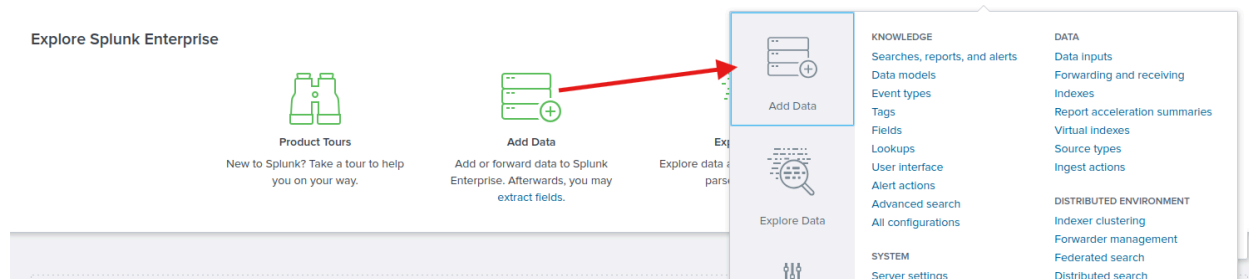 Explore Splunk Enterprise
Product Tours
New to Splunk? Take a tour to help
you on your way.
Add Data
Add or forward data to Splunk
Enterprise. Afterwards, you may
extract fields.
Explore data
Add Data
Explore Data
KNOWLEDGE
Searches, reports, and alerts
Data models
Event types
Tags
Fields
Lookups
User interface
Alert actions
Advanced search
All configurations
SYSTEM
Server settings
DATA
Data inputs
Forwarding and receiving
Indexes
Report acceleration summaries
Virtual indexes
Source types
Ingest actions
DISTRIBUTED ENVIRONMENT
Indexer clustering
Forwarder management
Federated search
Distributed search